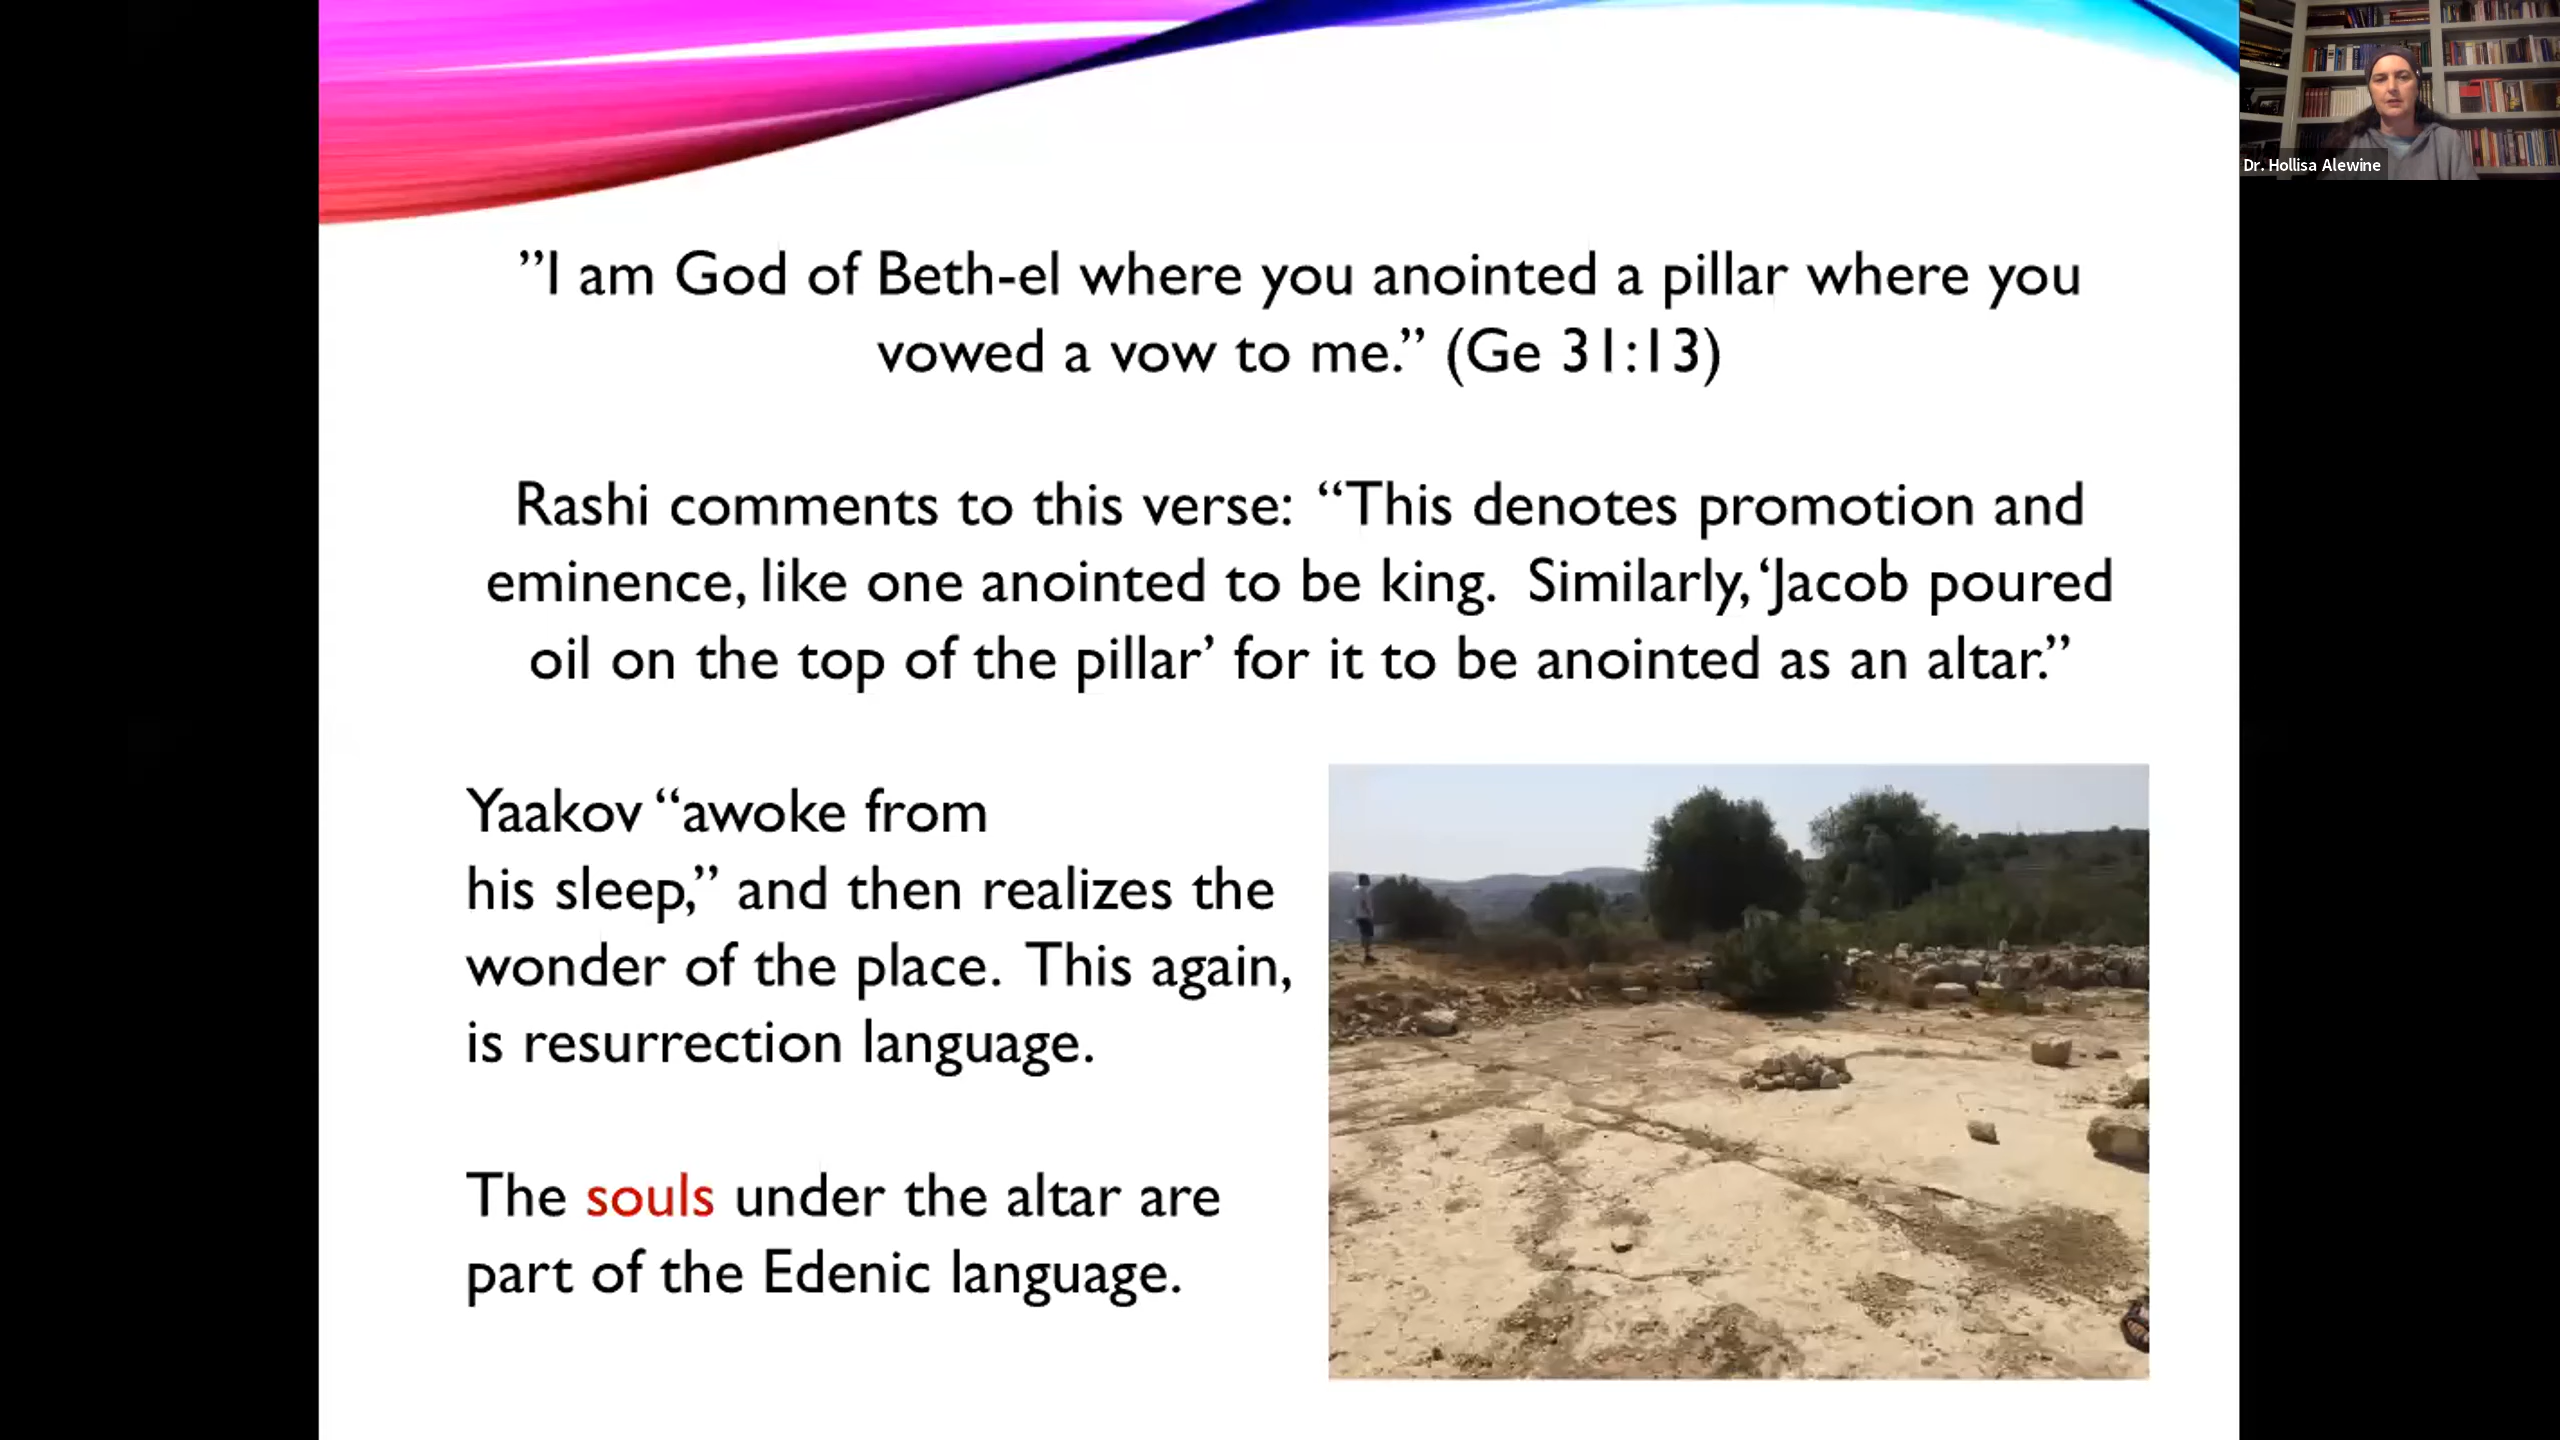 ”I am God of Beth-el where you anointed a pillar where you
vowed a vow to me.” (Ge 31:13)
Rashi comments to this verse: “This denotes promotion and
eminence, like one anointed to be king. Similarly, ‘Jacob poured
oil on the top of the pillar’ for it to be anointed as an altar.”
Yaakov “awoke from
his sleep,” and then realizes the
wonder of the place. This again,
is resurrection language.
The souls under the altar are
part of the Edenic language.
Dr. Hollisa Alewine